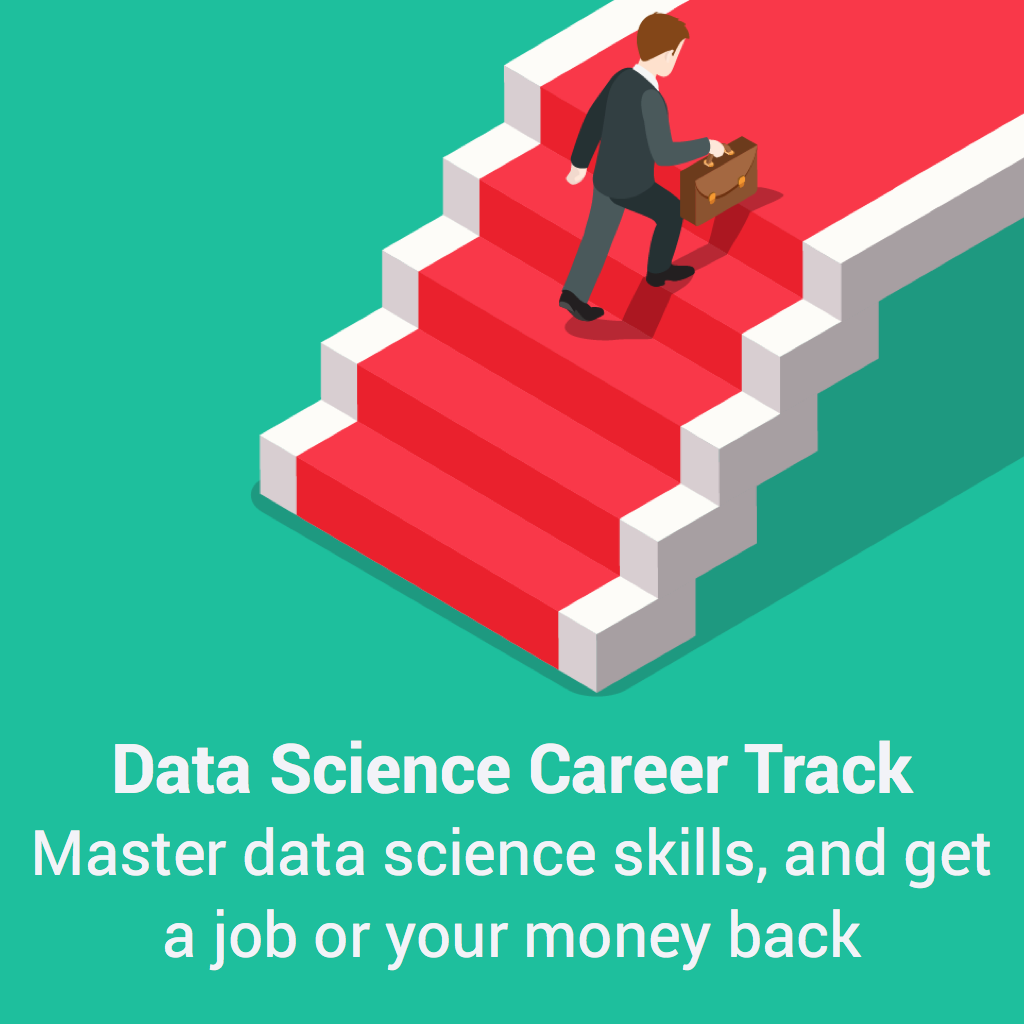 Data Science Career Track
Master data science skills, and get
a job or your money back